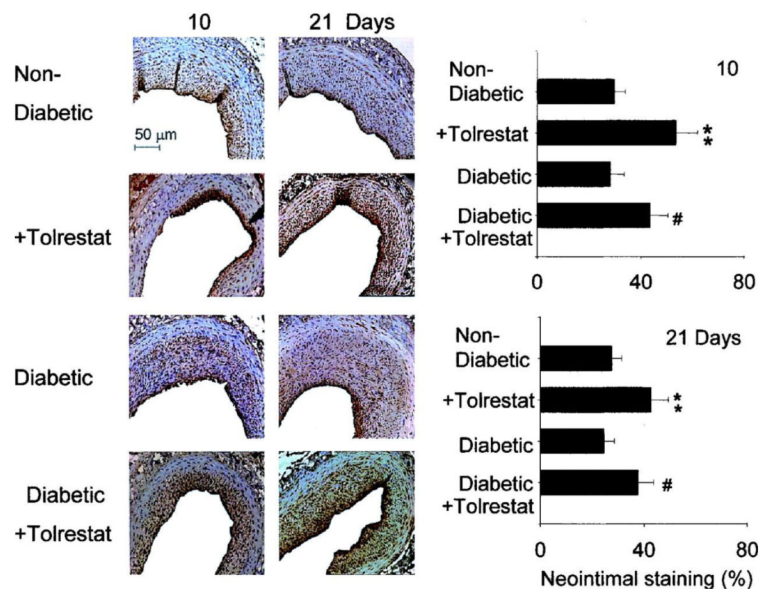 10
21 Days
Non-
Diabetic
50 µm
+Tolrestat
Diabetic
Diabetic
+Tolrestat
10
Non-
Diabetic
+Tolrestat
**
Diabetic
Diabetic
+Tolrestat
#
0
40
80
21 Days
Non-
Diabetic
+Tolrestat
**
Diabetic
Diabetic
+Tolrestat
#
0
40
80
Neointimal staining (%)